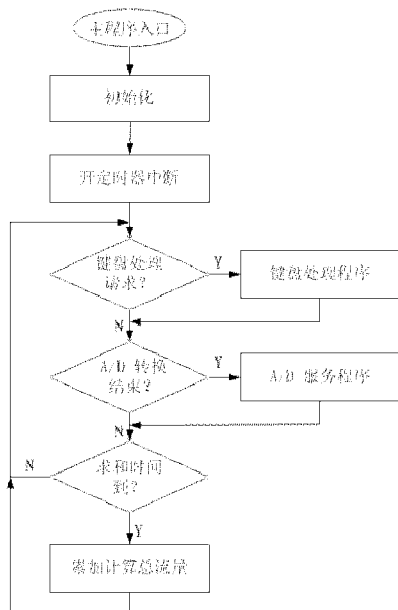 主程序入口
初始化
开定时器中断
键盘处理
请求?
Y
键盘处理程序
N
A/D 转换
结束?
Y
A/D 服务程序
N
求和时间
到?
N
Y
累加计算总流量